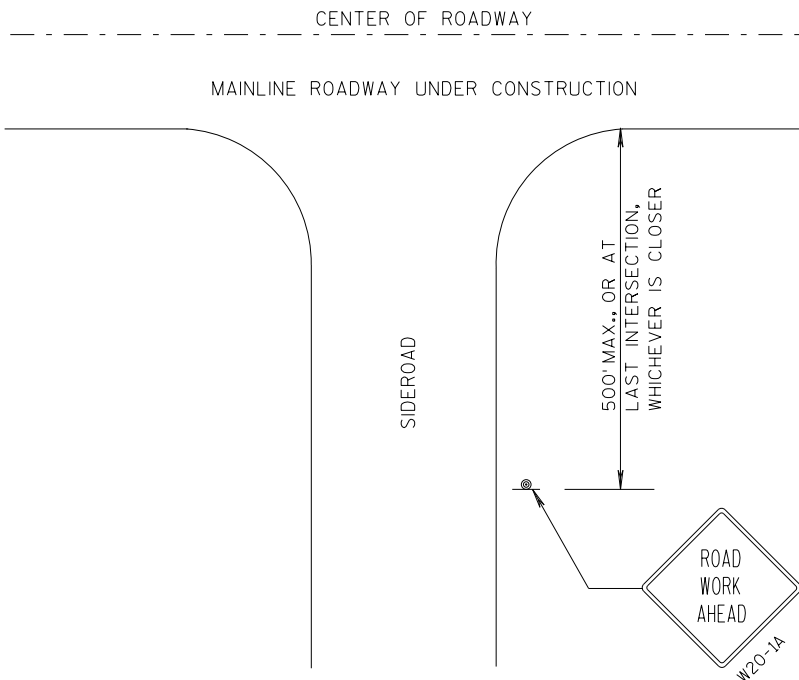 CENTER OF ROADWAY
MAINLINE ROADWAY UNDER CONSTRUCTION
SIDEROAD
500' MAX., OR AT
LAST INTERSECTION,
WHICHEVER IS CLOSER
ROAD
WORK
AHEAD
W20-1A